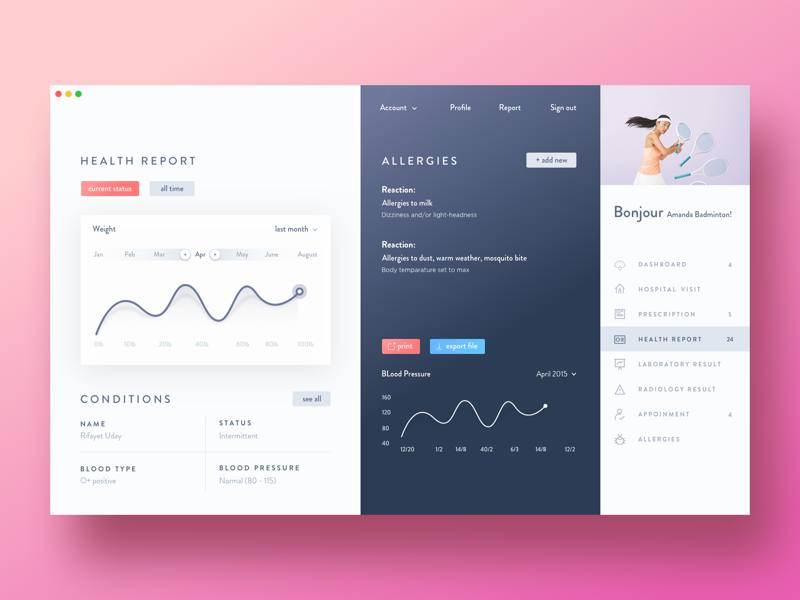 HEALTH REPORT
current status
all time
Weight
last month
Jan Feb Mar Apr May June August
0% 10% 20% 40% 60% 80% 100%
CONDITIONS
see all
NAME
Rifayet Uday
STATUS
Intermittent
BLOOD TYPE
O+ positive
BLOOD PRESSURE
Normal (80 - 115)
Account Profile Report Sign out
ALLERGIES
+ add new
Reaction:
Allergies to milk
Dizziness and/or light-headness
Reaction:
Allergies to dust, warm weather, mosquito bite
Body temparature set to max
print
export file
BLood Pressure
April 2015
160
120
80
40
12/20 1/2 14/8 40/2 6/3 14/8 12/2
Bonjour Amanda Badminton!
DASHBOARD 4
HOSPITAL VISIT
PRESCRIPTION 5
HEALTH REPORT 24
LABORATORY RESULT
RADIOLOGY RESULT
APPOINMENT 4
ALLERGIES